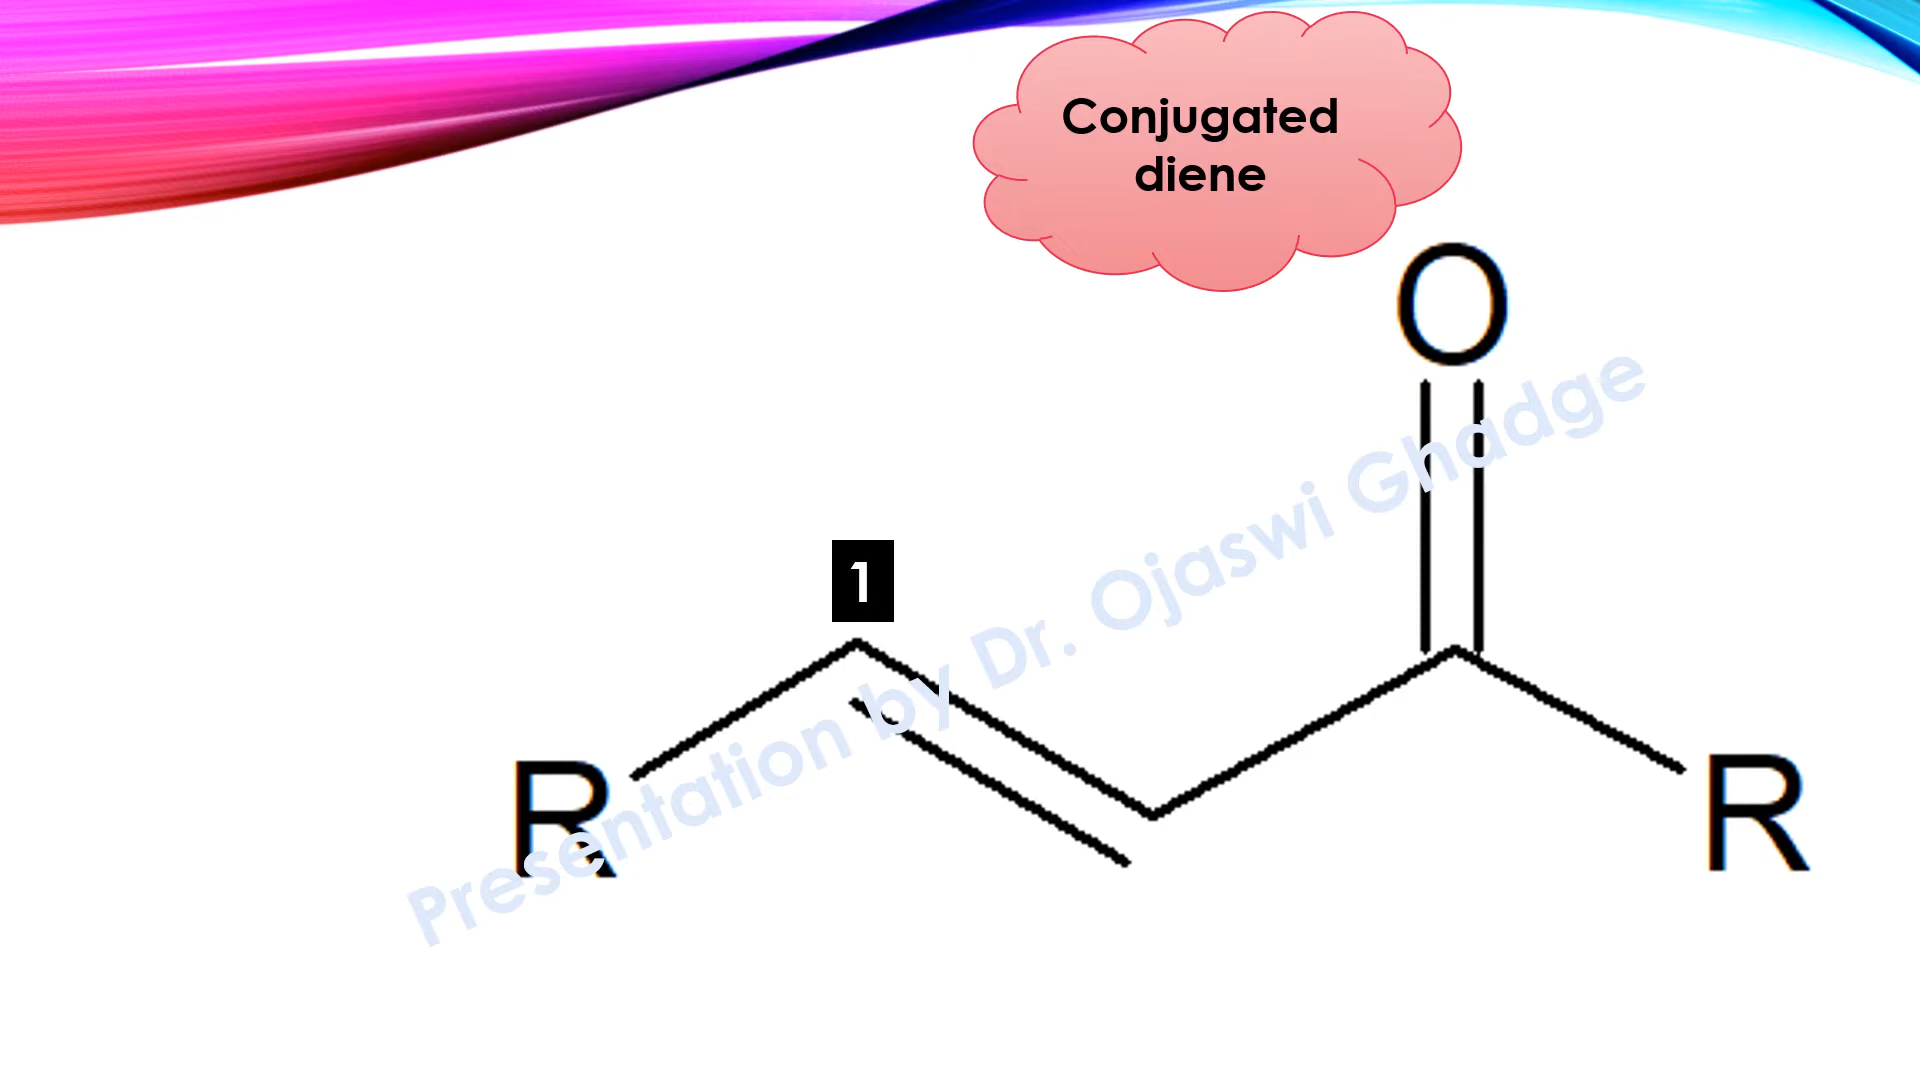 Conjugated
diene
O
1
R
R
Presentation by Dr. Ojaswi Ghadge